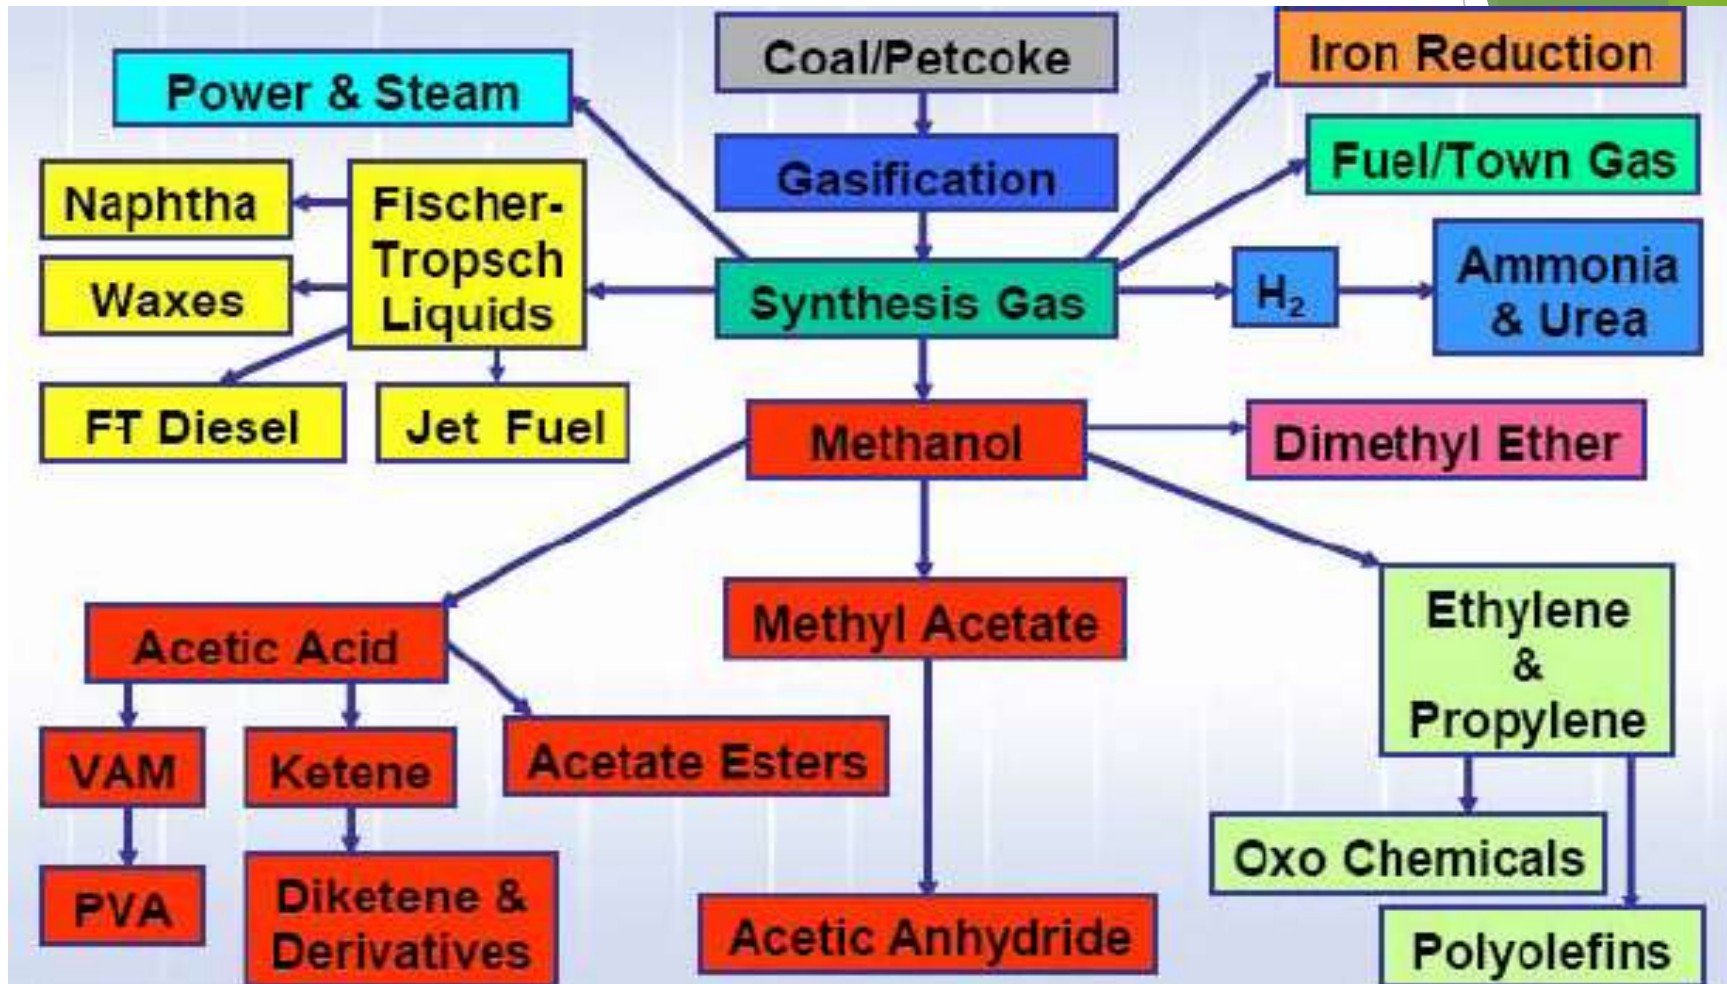 Coal/Petcoke
Iron Reduction
Power & Steam
Fuel/Town Gas
Gasification
Naphtha
Fischer-
Tropsch
Liquids
Waxes
Synthesis Gas
H₂
Ammonia
& Urea
FT Diesel
Jet Fuel
Methanol
Dimethyl Ether
Acetic Acid
Methyl Acetate
Ethylene
&
Propylene
VAM
Ketene
Acetate Esters
Oxo Chemicals
PVA
Diketene &
Derivatives
Acetic Anhydride
Polyolefins